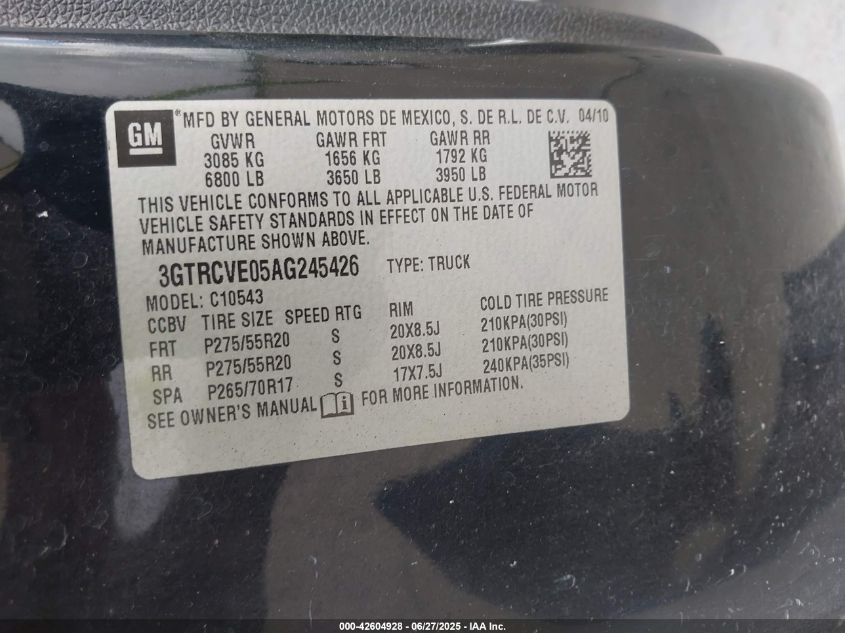 GM
*MFD BY GENERAL MOTORS DE MEXICO, S. DE R.L. DE C.V. 04/10
GVWR GAWR FRT GAWR RR
3085 KG 1656 KG 1792 KG
6800 LB 3650 LB 3950 LB
THIS VEHICLE CONFORMS TO ALL APPLICABLE U.S. FEDERAL MOTOR
VEHICLE SAFETY STANDARDS IN EFFECT ON THE DATE OF
MANUFACTURE SHOWN ABOVE.
3GTRCVE05AG245426 TYPE: TRUCK
MODEL: C10543
CCBV TIRE SIZE SPEED RTG RIM COLD TIRE PRESSURE
FRT P275/55R20 S 20X8.5J 210KPA(30PSI)
RR P275/55R20 S 20X8.5J 210KPA(30PSI)
SPA P265/70R17 S 17X7.5J 240KPA(35PSI)
SEE OWNER'S MANUAL i FOR MORE INFORMATION.
000-42604928 - 06/27/2025 - IAA Inc.